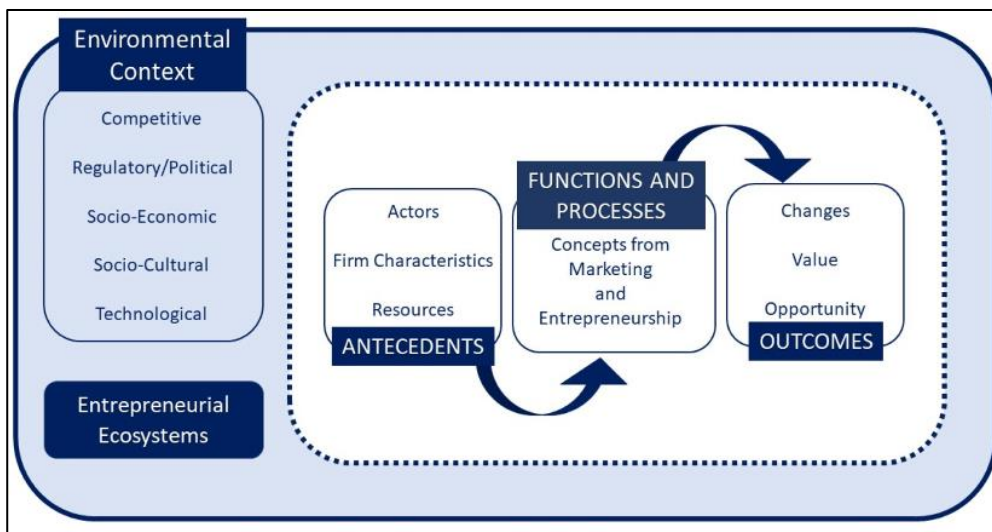 Environmental
Context
Competitive
Regulatory/Political
Socio-Economic
Socio-Cultural
Technological
Entrepreneurial
Ecosystems
Actors
Firm Characteristics
Resources
ANTECEDENTS
FUNCTIONS AND
PROCESSES
Concepts from
Marketing
and
Entrepreneurship
Changes
Value
Opportunity
OUTCOMES